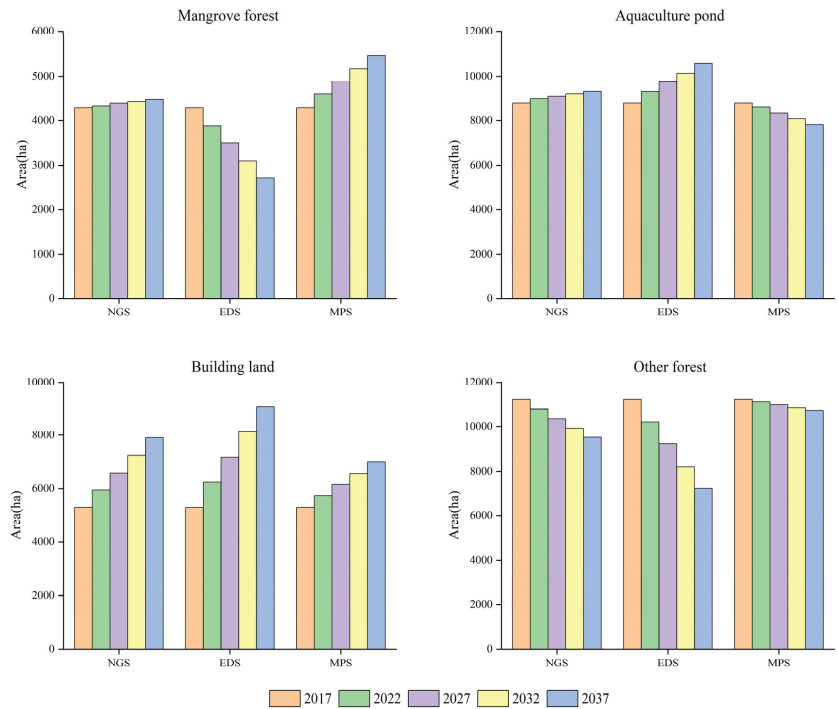 Mangrove forest
6000
5000
4000
3000
2000
1000
0
Area(ha)
NGS EDS MPS
Aquaculture pond
12000
10000
8000
6000
4000
2000
0
Area(ha)
NGS EDS MPS
Building land
10000
8000
6000
4000
2000
0
Area(ha)
NGS EDS MPS
Other forest
12000
10000
8000
6000
4000
2000
0
Area(ha)
NGS EDS MPS
2017 2022 2027 2032 2037